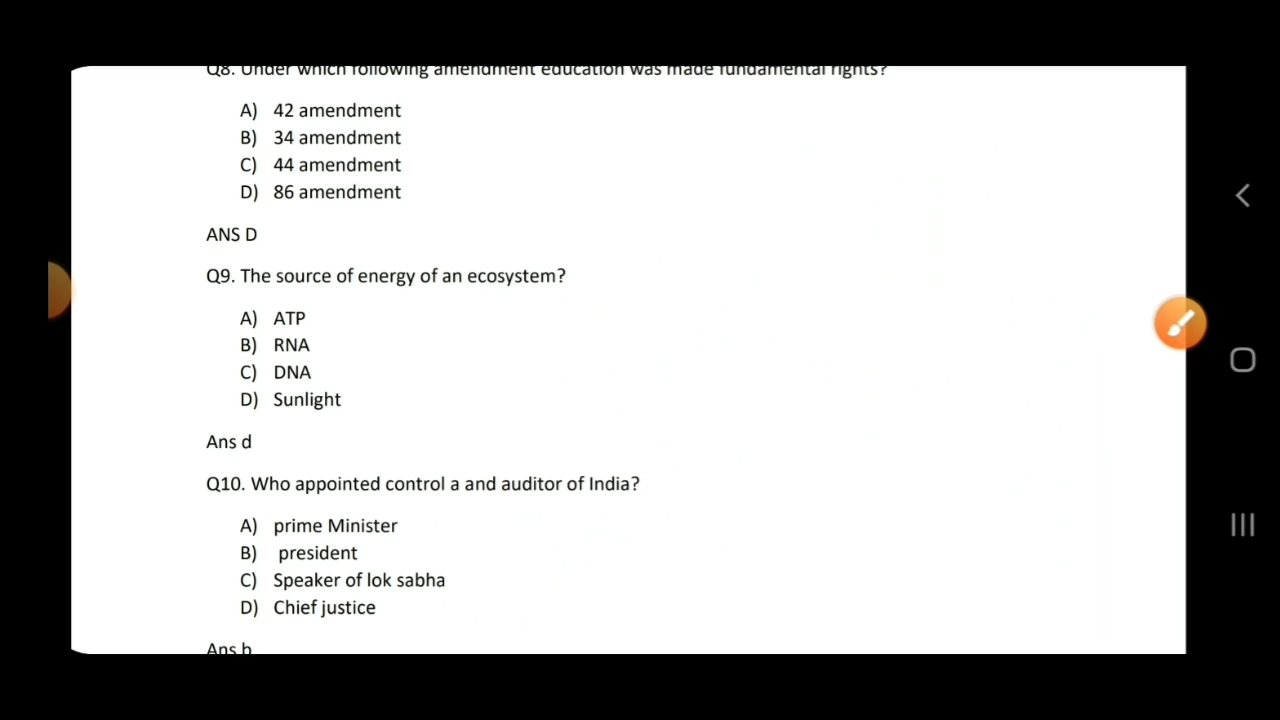 Q8. Under which following amendment education was made fundamental rights?
A) 42 amendment
B) 34 amendment
C) 44 amendment
D) 86 amendment
ANS D
Q9. The source of energy of an ecosystem?
A) ATP
B) RNA
C) DNA
D) Sunlight
Ans d
Q10. Who appointed control a and auditor of India?
A) prime Minister
B) president
C) Speaker of lok sabha
D) Chief justice
Ans b